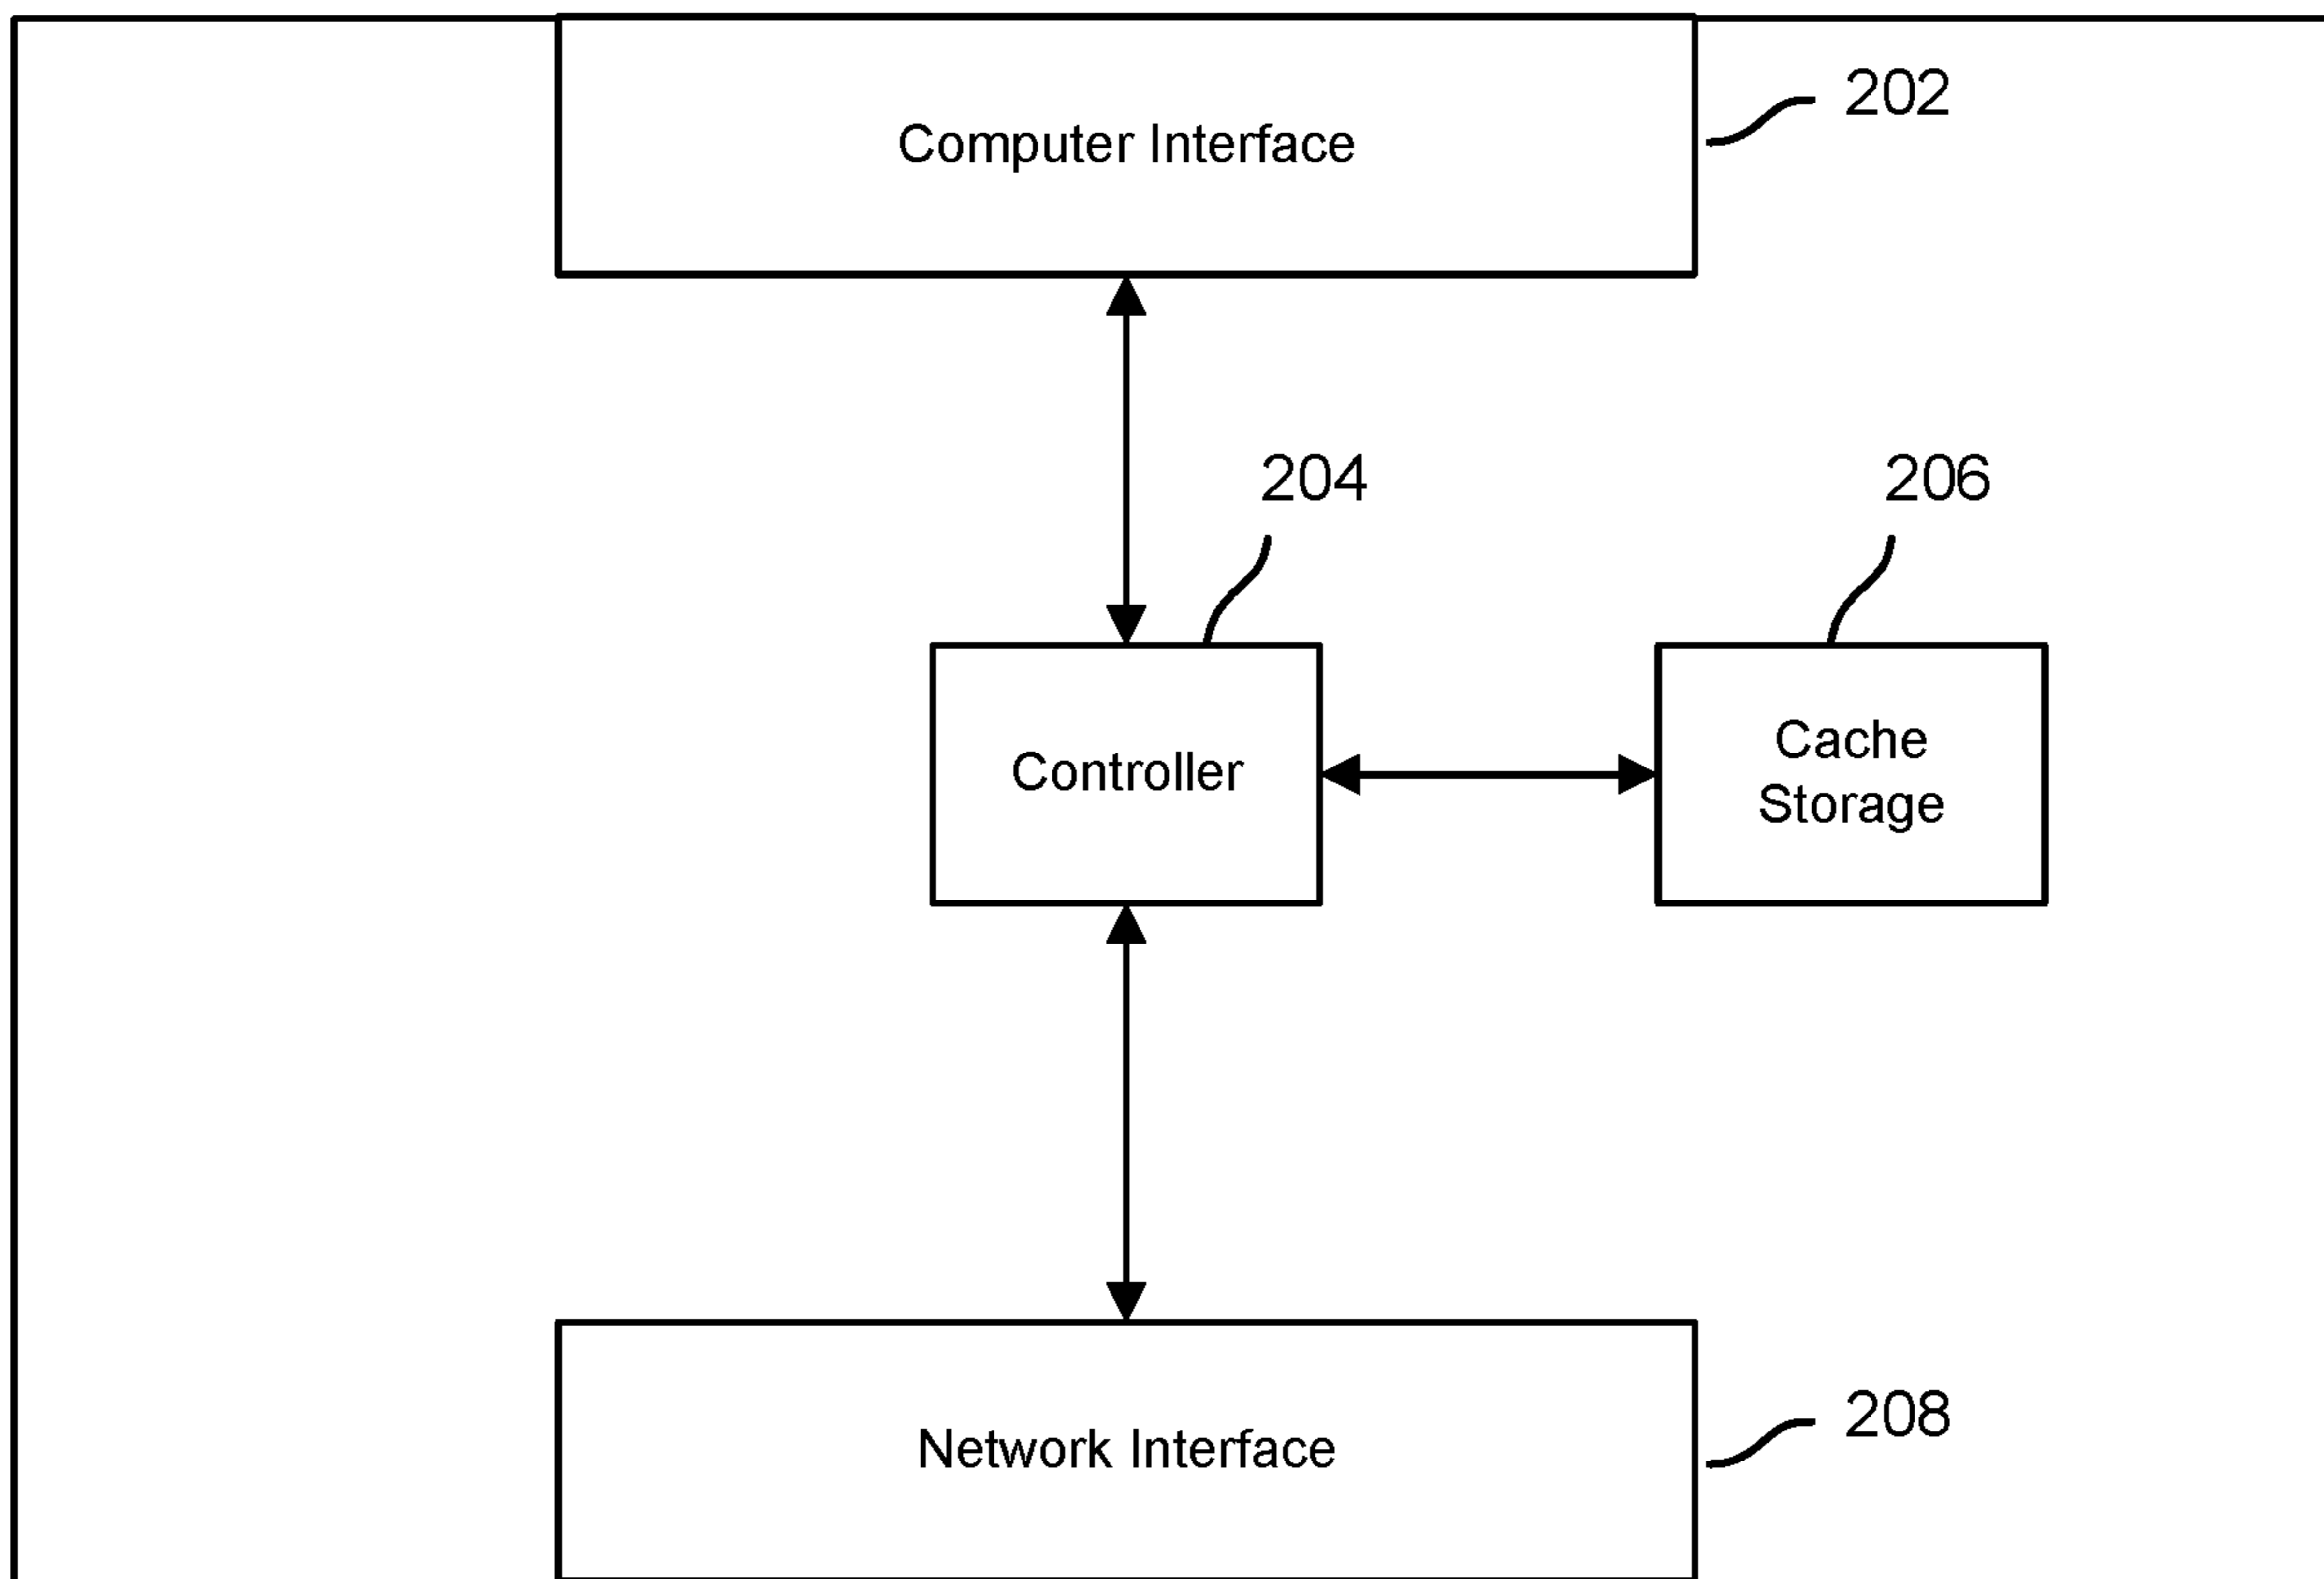 Computer Interface
202
204
206
Controller
Cache
Storage
Network Interface
208